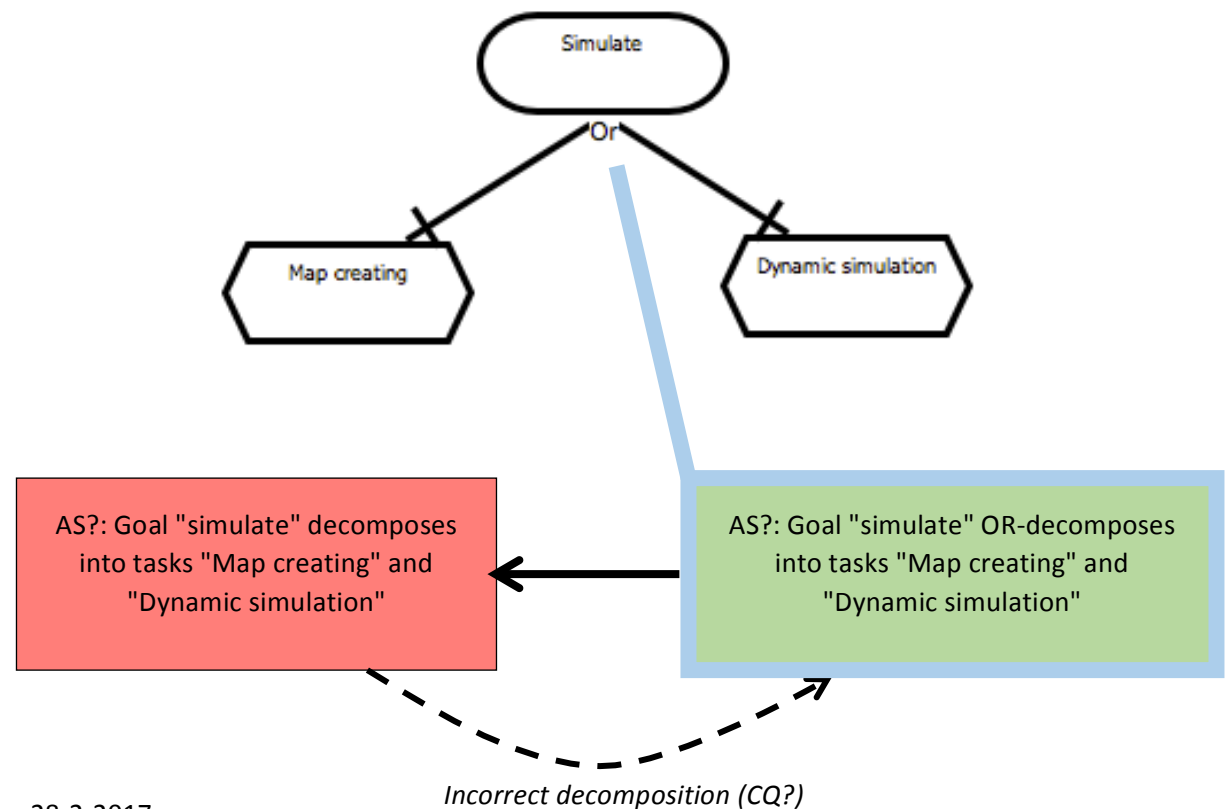 Simulate
Or
Map creating
Dynamic simulation
AS?: Goal "simulate" decomposes
into tasks "Map creating" and
"Dynamic simulation"
AS?: Goal "simulate" OR-decomposes
into tasks "Map creating" and
"Dynamic simulation"
Incorrect decomposition (CQ?)